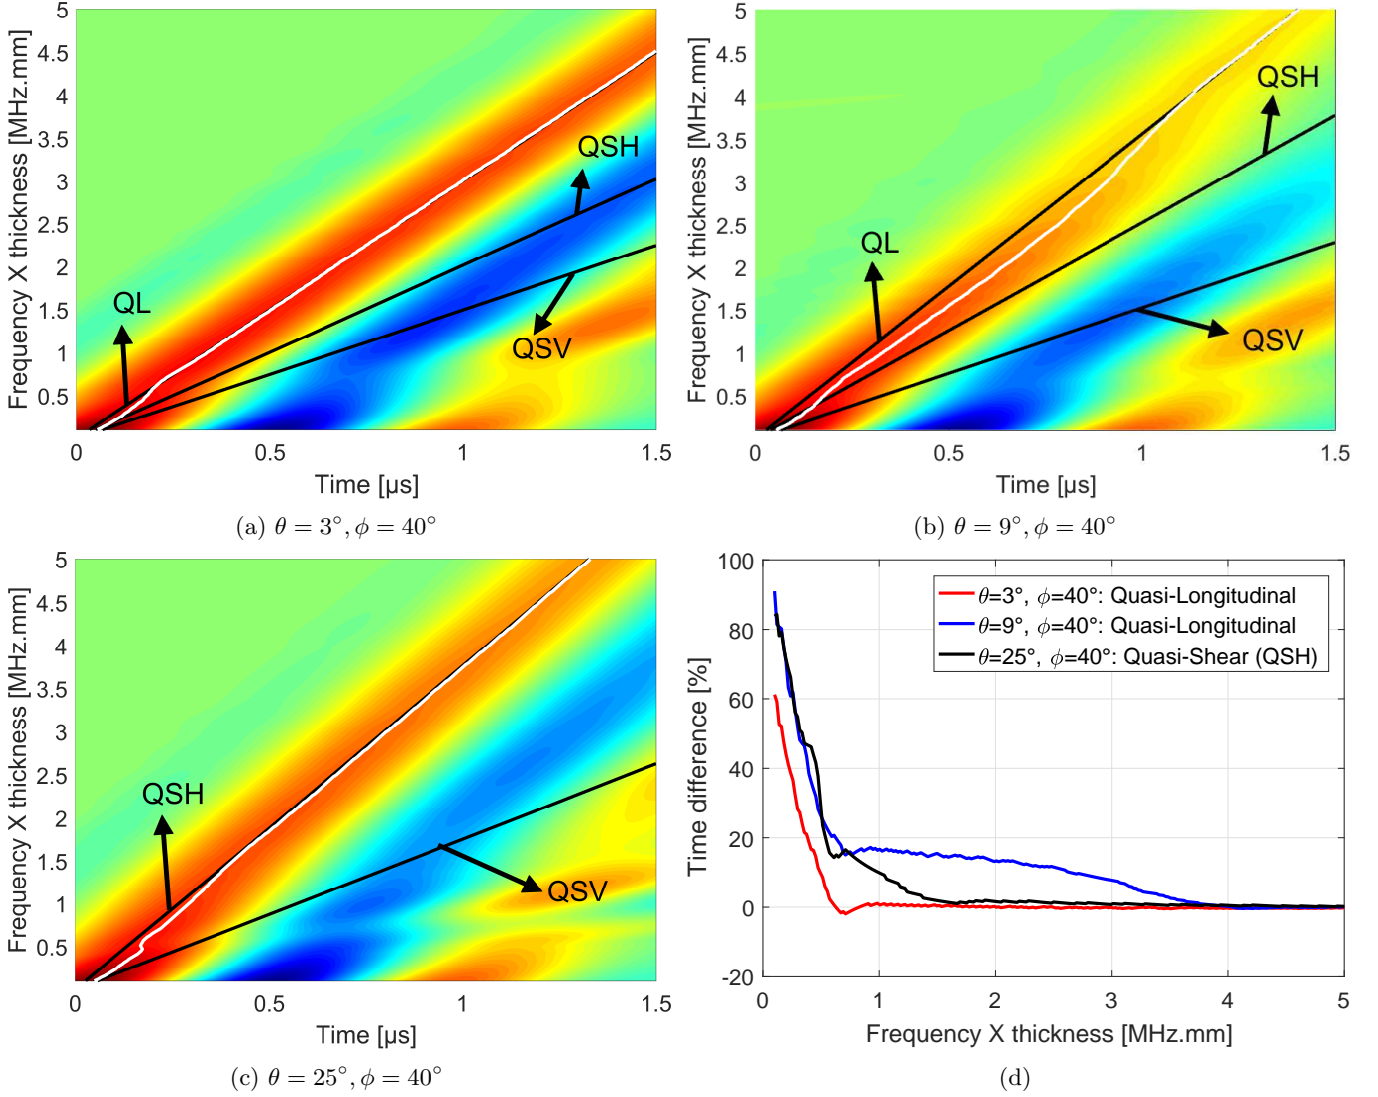 5
4.5
4
3.5
3
2.5
2
1.5
1
0.5
Frequency X thickness [MHz.mm]
QL
QSH
QSV
0 0.5 1 1.5
Time [µs]
(a) θ = 3°, ϕ = 40°
5
4.5
4
3.5
3
2.5
2
1.5
1
0.5
Frequency X thickness [MHz.mm]
QSH
QL
QSV
0 0.5 1 1.5
Time [µs]
(b) θ = 9°, ϕ = 40°
5
4.5
4
3.5
3
2.5
2
1.5
1
0.5
Frequency X thickness [MHz.mm]
QSH
QSV
0 0.5 1 1.5
Time [µs]
(c) θ = 25°, ϕ = 40°
100
80
60
40
20
0
-20
Time difference [%]
θ=3°, ϕ=40°: Quasi-Longitudinal
θ=9°, ϕ=40°: Quasi-Longitudinal
θ=25°, ϕ=40°: Quasi-Shear (QSH)
0 1 2 3 4 5
Frequency X thickness [MHz.mm]
(d)